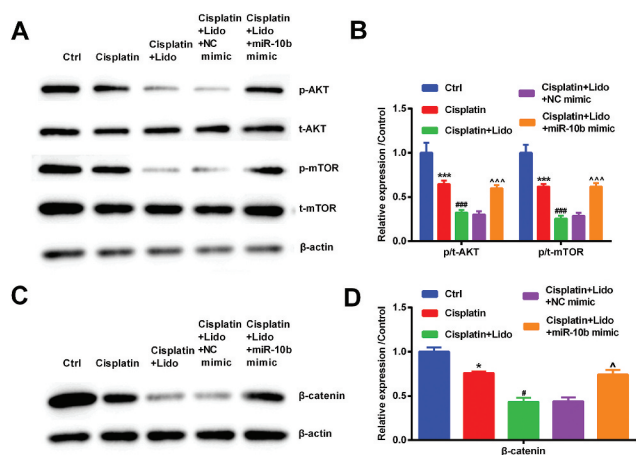 A
Ctrl
Cisplatin
Cisplatin
+Lido
Cisplatin
+Lido
+NC
mimic
Cisplatin
+Lido
+miR-10b
mimic
p-AKT
t-AKT
p-mTOR
t-mTOR
β-actin
B
Ctrl
Cisplatin
Cisplatin+Lido
Cisplatin+Lido
+NC mimic
Cisplatin+Lido
+miR-10b mimic
Relative expression /Control
1.5
1.0
0.5
0.0
***
###
^^^
***
###
^^^
p/t-AKT
p/t-mTOR
C
Ctrl
Cisplatin
Cisplatin
+Lido
Cisplatin
+Lido
+NC
mimic
Cisplatin
+Lido
+miR-10b
mimic
β-catenin
β-actin
D
Ctrl
Cisplatin
Cisplatin+Lido
Cisplatin+Lido
+NC mimic
Cisplatin+Lido
+miR-10b mimic
Relative expression /Control
1.5
1.0
0.5
0.0
*
#
^
β-catenin